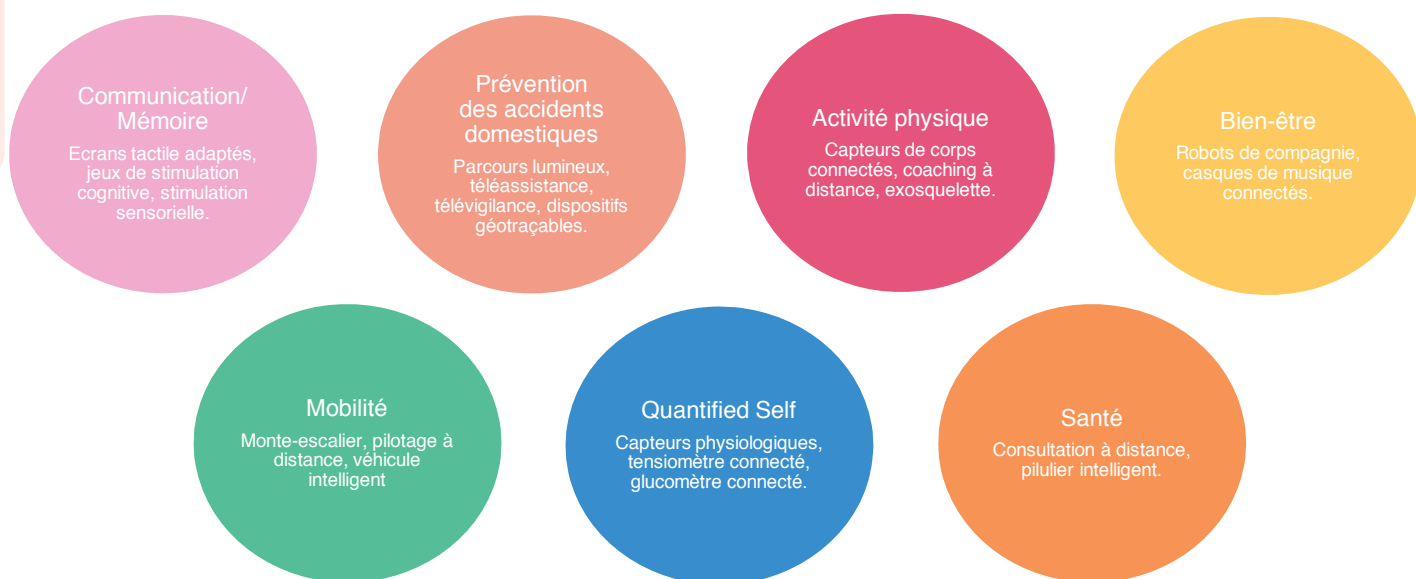 Communication/
Mémoire
Ecrans tactile adaptés,
jeux de stimulation
cognitive, stimulation
sensorielle.
Prévention
des accidents
domestiques
Parcours lumineux,
téléassistance,
télévigilance, dispositifs
géotraçables.
Activité physique
Capteurs de corps
connectés, coaching à
distance, exosquelette.
Bien-être
Robots de compagnie,
casques de musique
connectés.
Mobilité
Monte-escalier, pilotage à
distance, véhicule
intelligent
Quantified Self
Capteurs physiologiques,
tensiomètre connecté,
glucomètre connecté.
Santé
Consultation à distance,
pilulier intelligent.